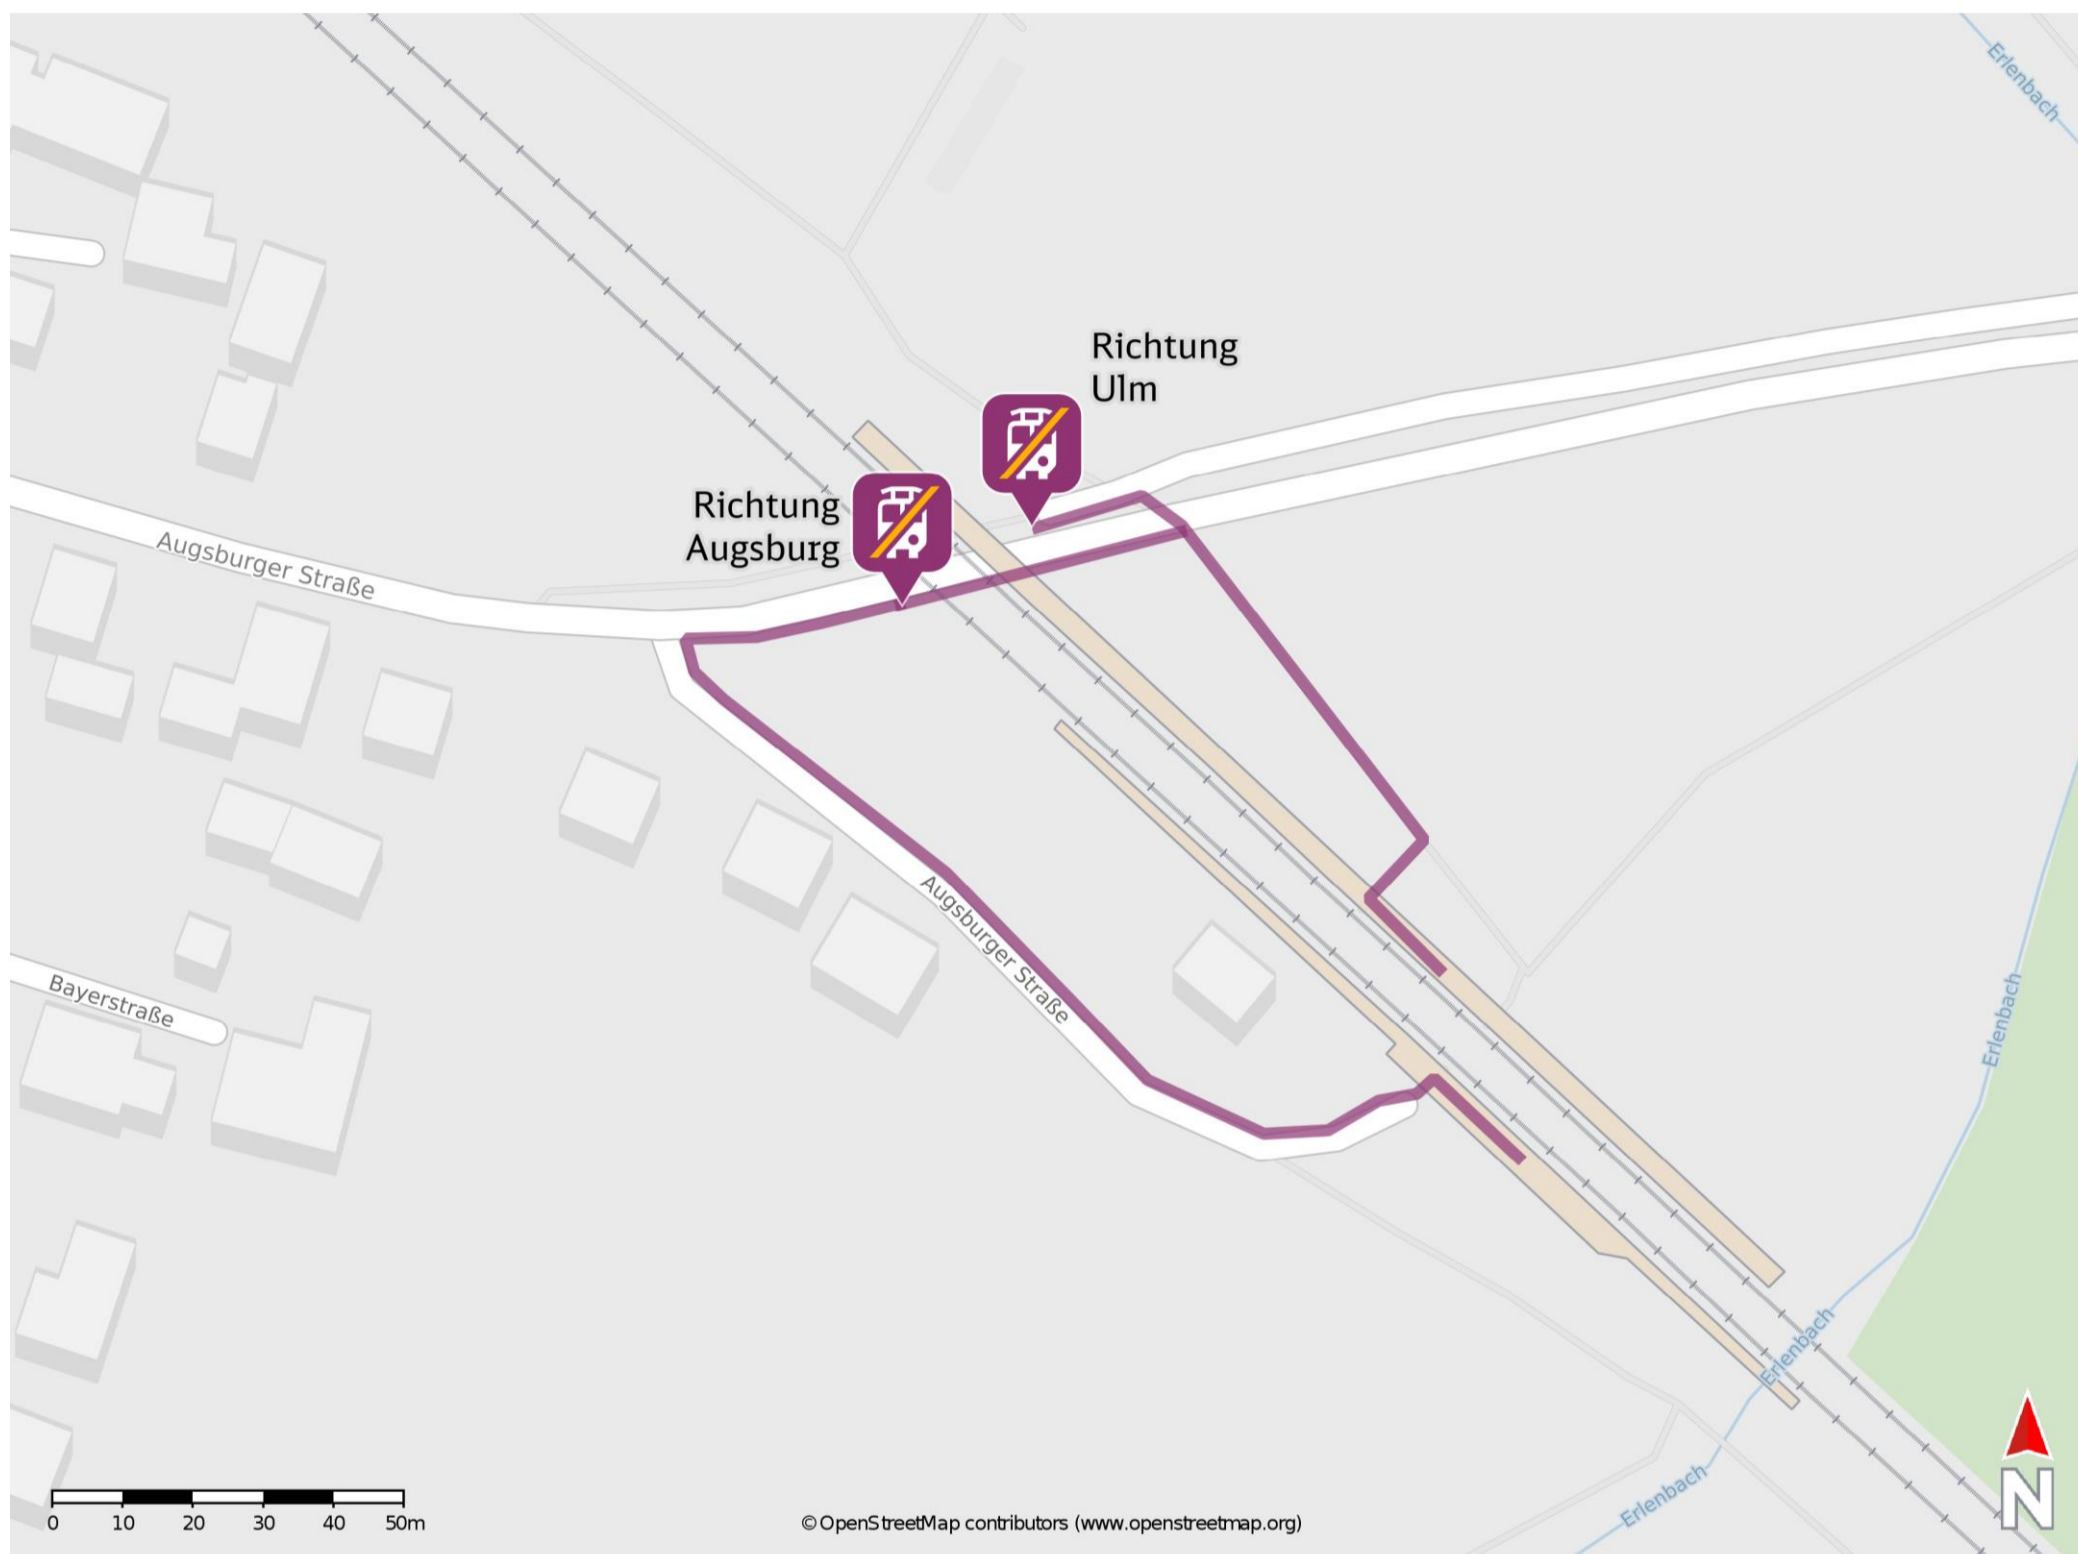 Erlenbach
Richtung
Ulm
Richtung
Augsburg
Augsburger Straße
Augsburger Straße
Bayerstraße
Erlenbach
Erlenbach
Erlenbach
N
0 10 20 30 40 50m
©OpenStreetMap contributors (www.openstreetmap.org)